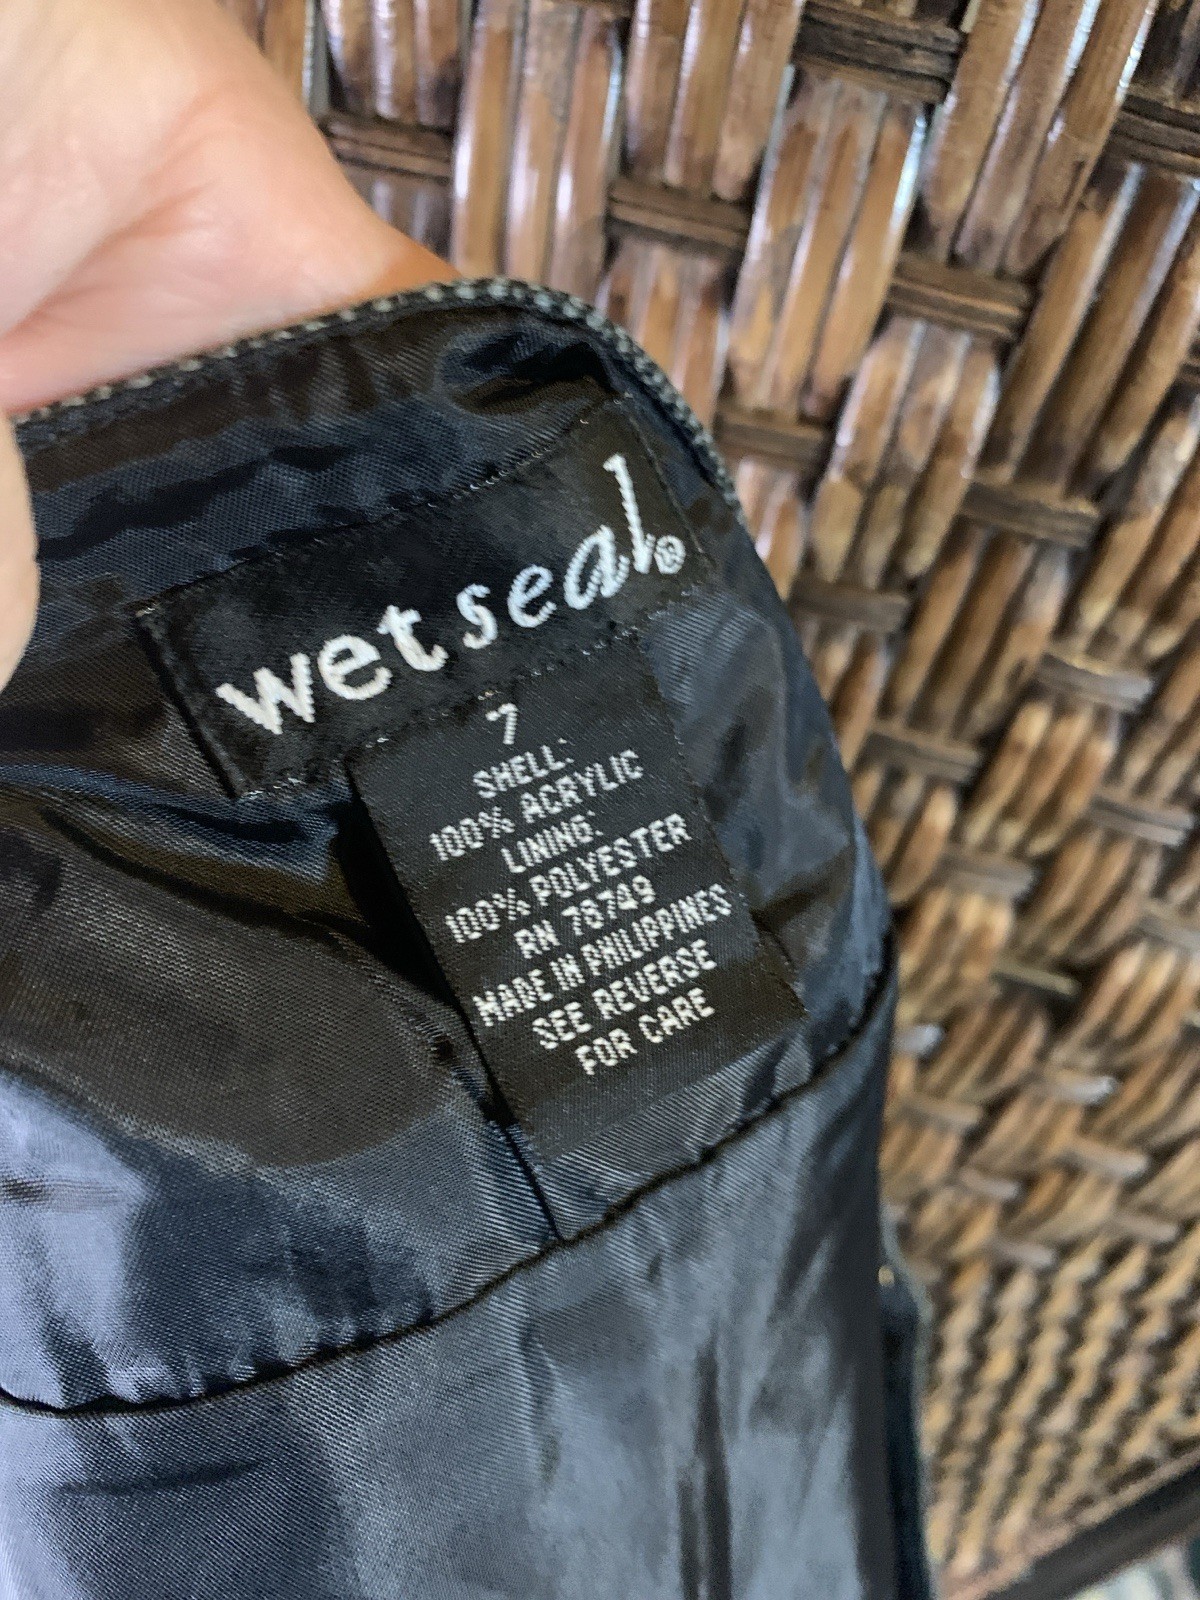 wet seal®
7
SHELL:
100% ACRYLIC
LINING:
100% POLYESTER
RN 78749
MADE IN PHILIPPINES
SEE REVERSE
FOR CARE